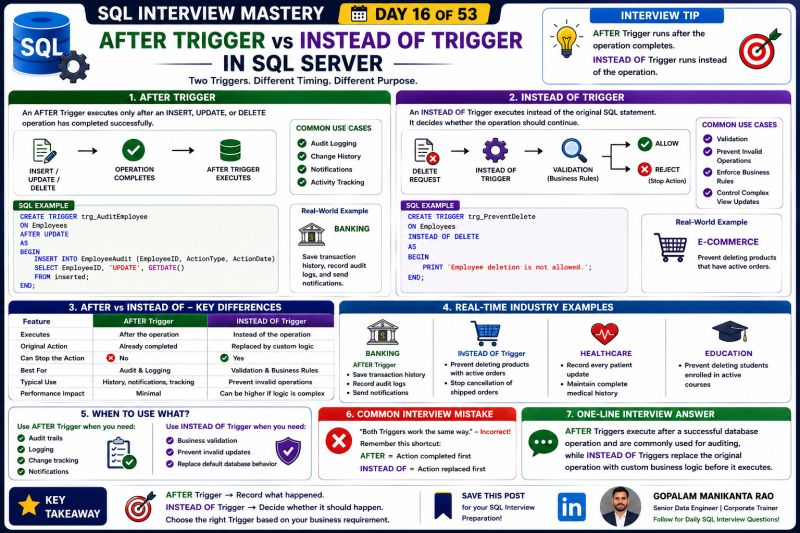 SQL
SQL INTERVIEW MASTERY
DAY 16 OF 53
AFTER TRIGGER vs INSTEAD OF TRIGGER
IN SQL SERVER
Two Triggers. Different Timing. Different Purpose.
INTERVIEW TIP
AFTER Trigger runs after the
operation completes.
INSTEAD OF Trigger runs instead
of the operation.
1. AFTER TRIGGER
An AFTER Trigger executes only after an INSERT, UPDATE, or DELETE
operation has completed successfully.
INSERT /
UPDATE /
DELETE
OPERATION
COMPLETES
AFTER TRIGGER
EXECUTES
COMMON USE CASES
Audit Logging
Change History
Notifications
Activity Tracking
SQL EXAMPLE
CREATE TRIGGER trg_AuditEmployee
ON Employees
AFTER UPDATE
AS
BEGIN
INSERT INTO EmployeeAudit (EmployeeID, ActionType, ActionDate)
SELECT EmployeeID, 'UPDATE', GETDATE()
FROM inserted;
END;
Real-World Example
BANKING
Save transaction
history, record audit
logs, and send
notifications.
2. INSTEAD OF TRIGGER
An INSTEAD OF Trigger executes instead of the original SQL statement.
It decides whether the operation should continue.
DELETE
REQUEST
INSTEAD OF
TRIGGER
VALIDATION
(Business Rules)
ALLOW
REJECT
(Stop Action)
COMMON USE CASES
Validation
Prevent Invalid
Operations
Enforce Business
Rules
Control Complex
View Updates
SQL EXAMPLE
CREATE TRIGGER trg_PreventDelete
ON Employees
INSTEAD OF DELETE
AS
BEGIN
PRINT 'Employee deletion is not allowed.';
END;
Real-World Example
E-COMMERCE
Prevent deleting products
that have active orders.
3. AFTER vs INSTEAD OF – KEY DIFFERENCES
Feature AFTER Trigger INSTEAD OF Trigger
Executes After the operation Instead of the operation
Original Action Already completed Replaced by custom logic
Can Stop the Action No Yes
Best For Audit & Logging Validation & Business Rules
Typical Use History, notifications, tracking Prevent invalid operations
Performance Impact Minimal Can be higher if logic is complex
4. REAL-TIME INDUSTRY EXAMPLES
BANKING
AFTER Trigger
• Save transaction history
• Record audit logs
• Send notifications
INSTEAD OF Trigger
• Prevent deleting products
with active orders
• Stop cancellation of
shipped orders
HEALTHCARE
• Record every patient
update
• Maintain complete
medical history
EDUCATION
• Prevent deleting students
enrolled in active
courses
5. WHEN TO USE WHAT?
Use AFTER Trigger when you need:
Audit trails
Logging
Change tracking
Notifications
Use INSTEAD OF Trigger when you need:
Business validation
Prevent invalid updates
Replace default database behavior
6. COMMON INTERVIEW MISTAKE
"Both Triggers work the same way." – Incorrect!
Remember this shortcut:
AFTER = Action completed first
INSTEAD OF = Action replaced first
7. ONE-LINE INTERVIEW ANSWER
AFTER Triggers execute after a successful database
operation and are commonly used for auditing,
while INSTEAD OF Triggers replace the original
operation with custom business logic before it executes.
KEY
TAKEAWAY
AFTER Trigger → Record what happened.
INSTEAD OF Trigger → Decide whether it should happen.
Choose the right Trigger based on your business requirement.
SAVE THIS POST
for your SQL Interview
Preparation!
in
GOPALAM MANIKANTA RAO
Senior Data Engineer | Corporate Trainer
Follow for Daily SQL Interview Questions!